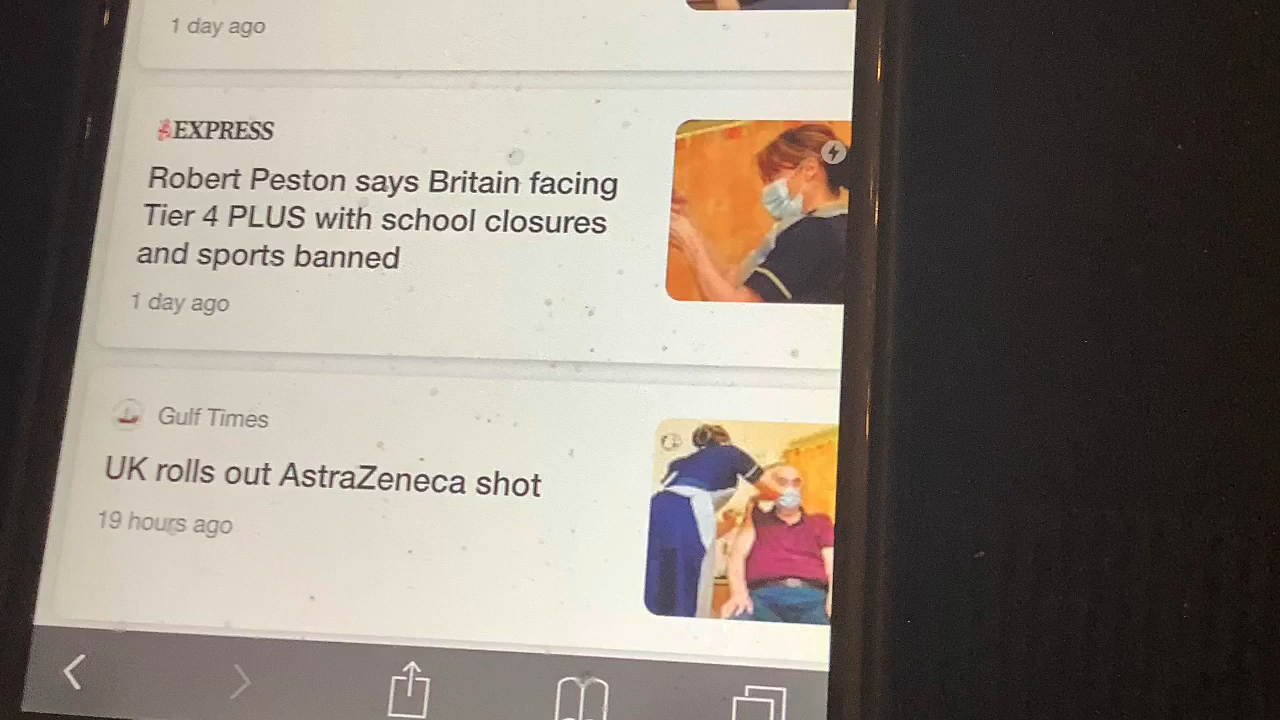 1 day ago
EXPRESS
Robert Peston says Britain facing
Tier 4 PLUS with school closures
and sports banned
1 day ago
Gulf Times
UK rolls out AstraZeneca shot
19 hours ago